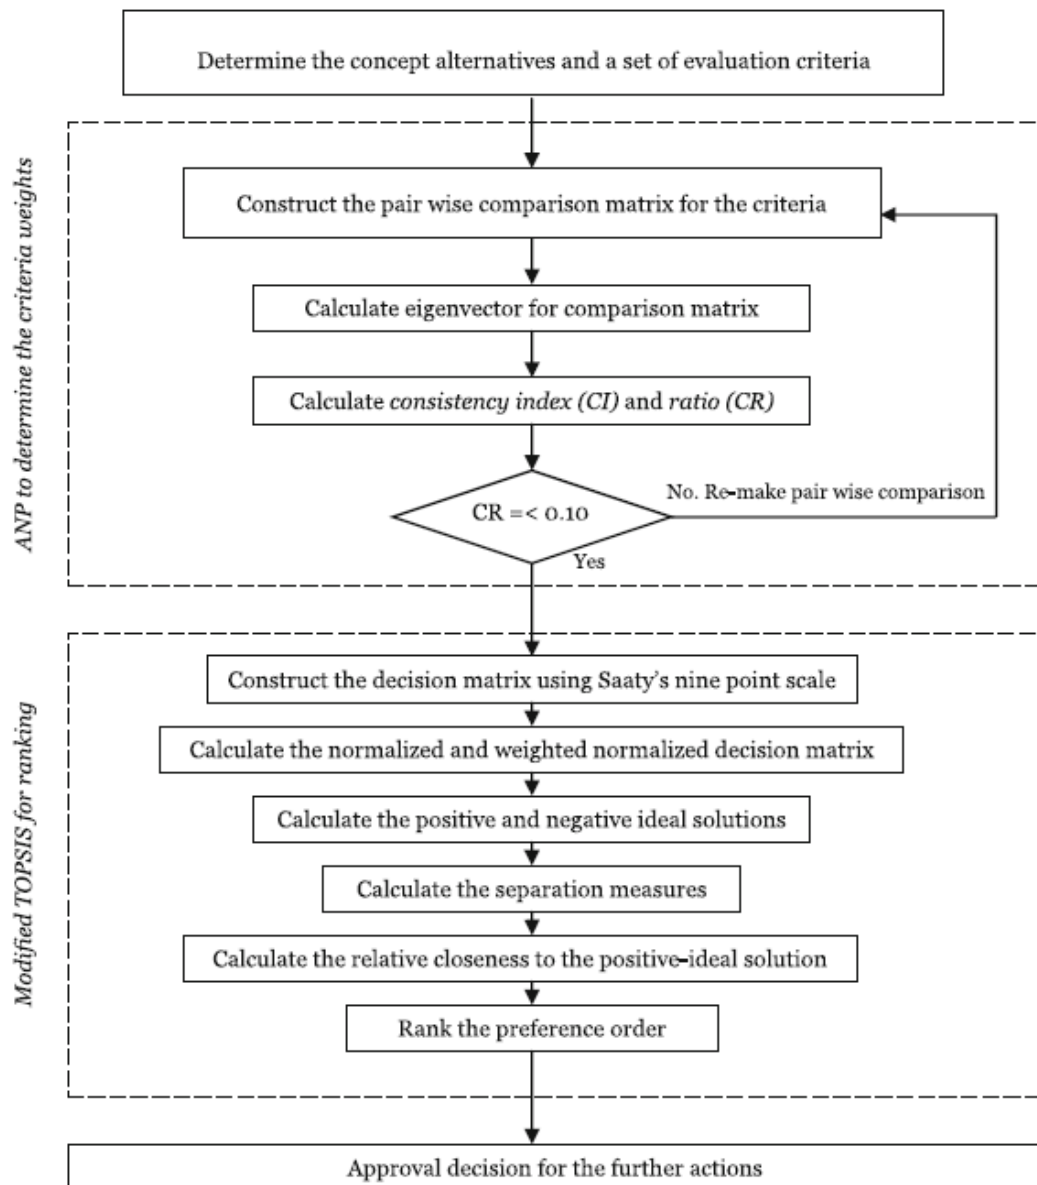 Determine the concept alternatives and a set of evaluation criteria
ANP to determine the criteria weights
Construct the pair wise comparison matrix for the criteria
Calculate eigenvector for comparison matrix
Calculate consistency index (CI) and ratio (CR)
CR =< 0.10
No. Re-make pair wise comparison
Yes
Modified TOPSIS for ranking
Construct the decision matrix using Saaty's nine point scale
Calculate the normalized and weighted normalized decision matrix
Calculate the positive and negative ideal solutions
Calculate the separation measures
Calculate the relative closeness to the positive-ideal solution
Rank the preference order
Approval decision for the further actions